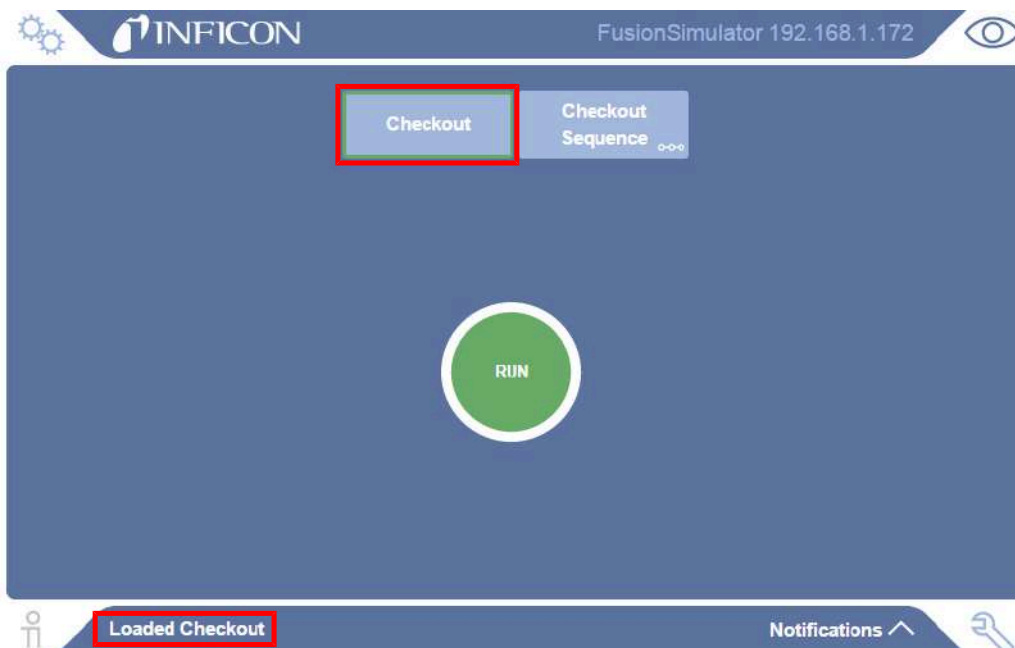 INFICON
FusionSimulator 192.168.1.172
Checkout
Checkout
Sequence
RUN
Loaded Checkout
Notifications